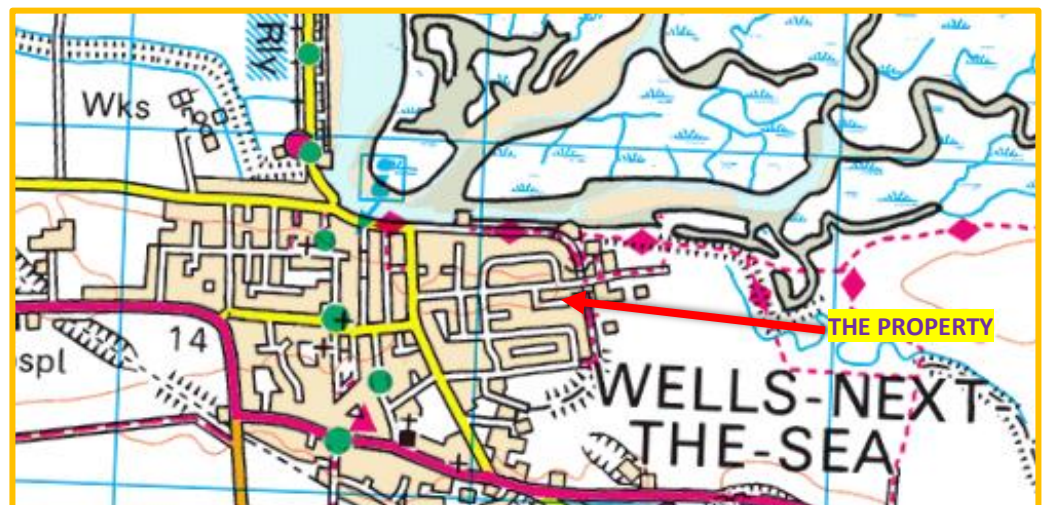 Rly
Wks
THE PROPERTY
14
spl
WELLS-NEXT-
THE-SEA